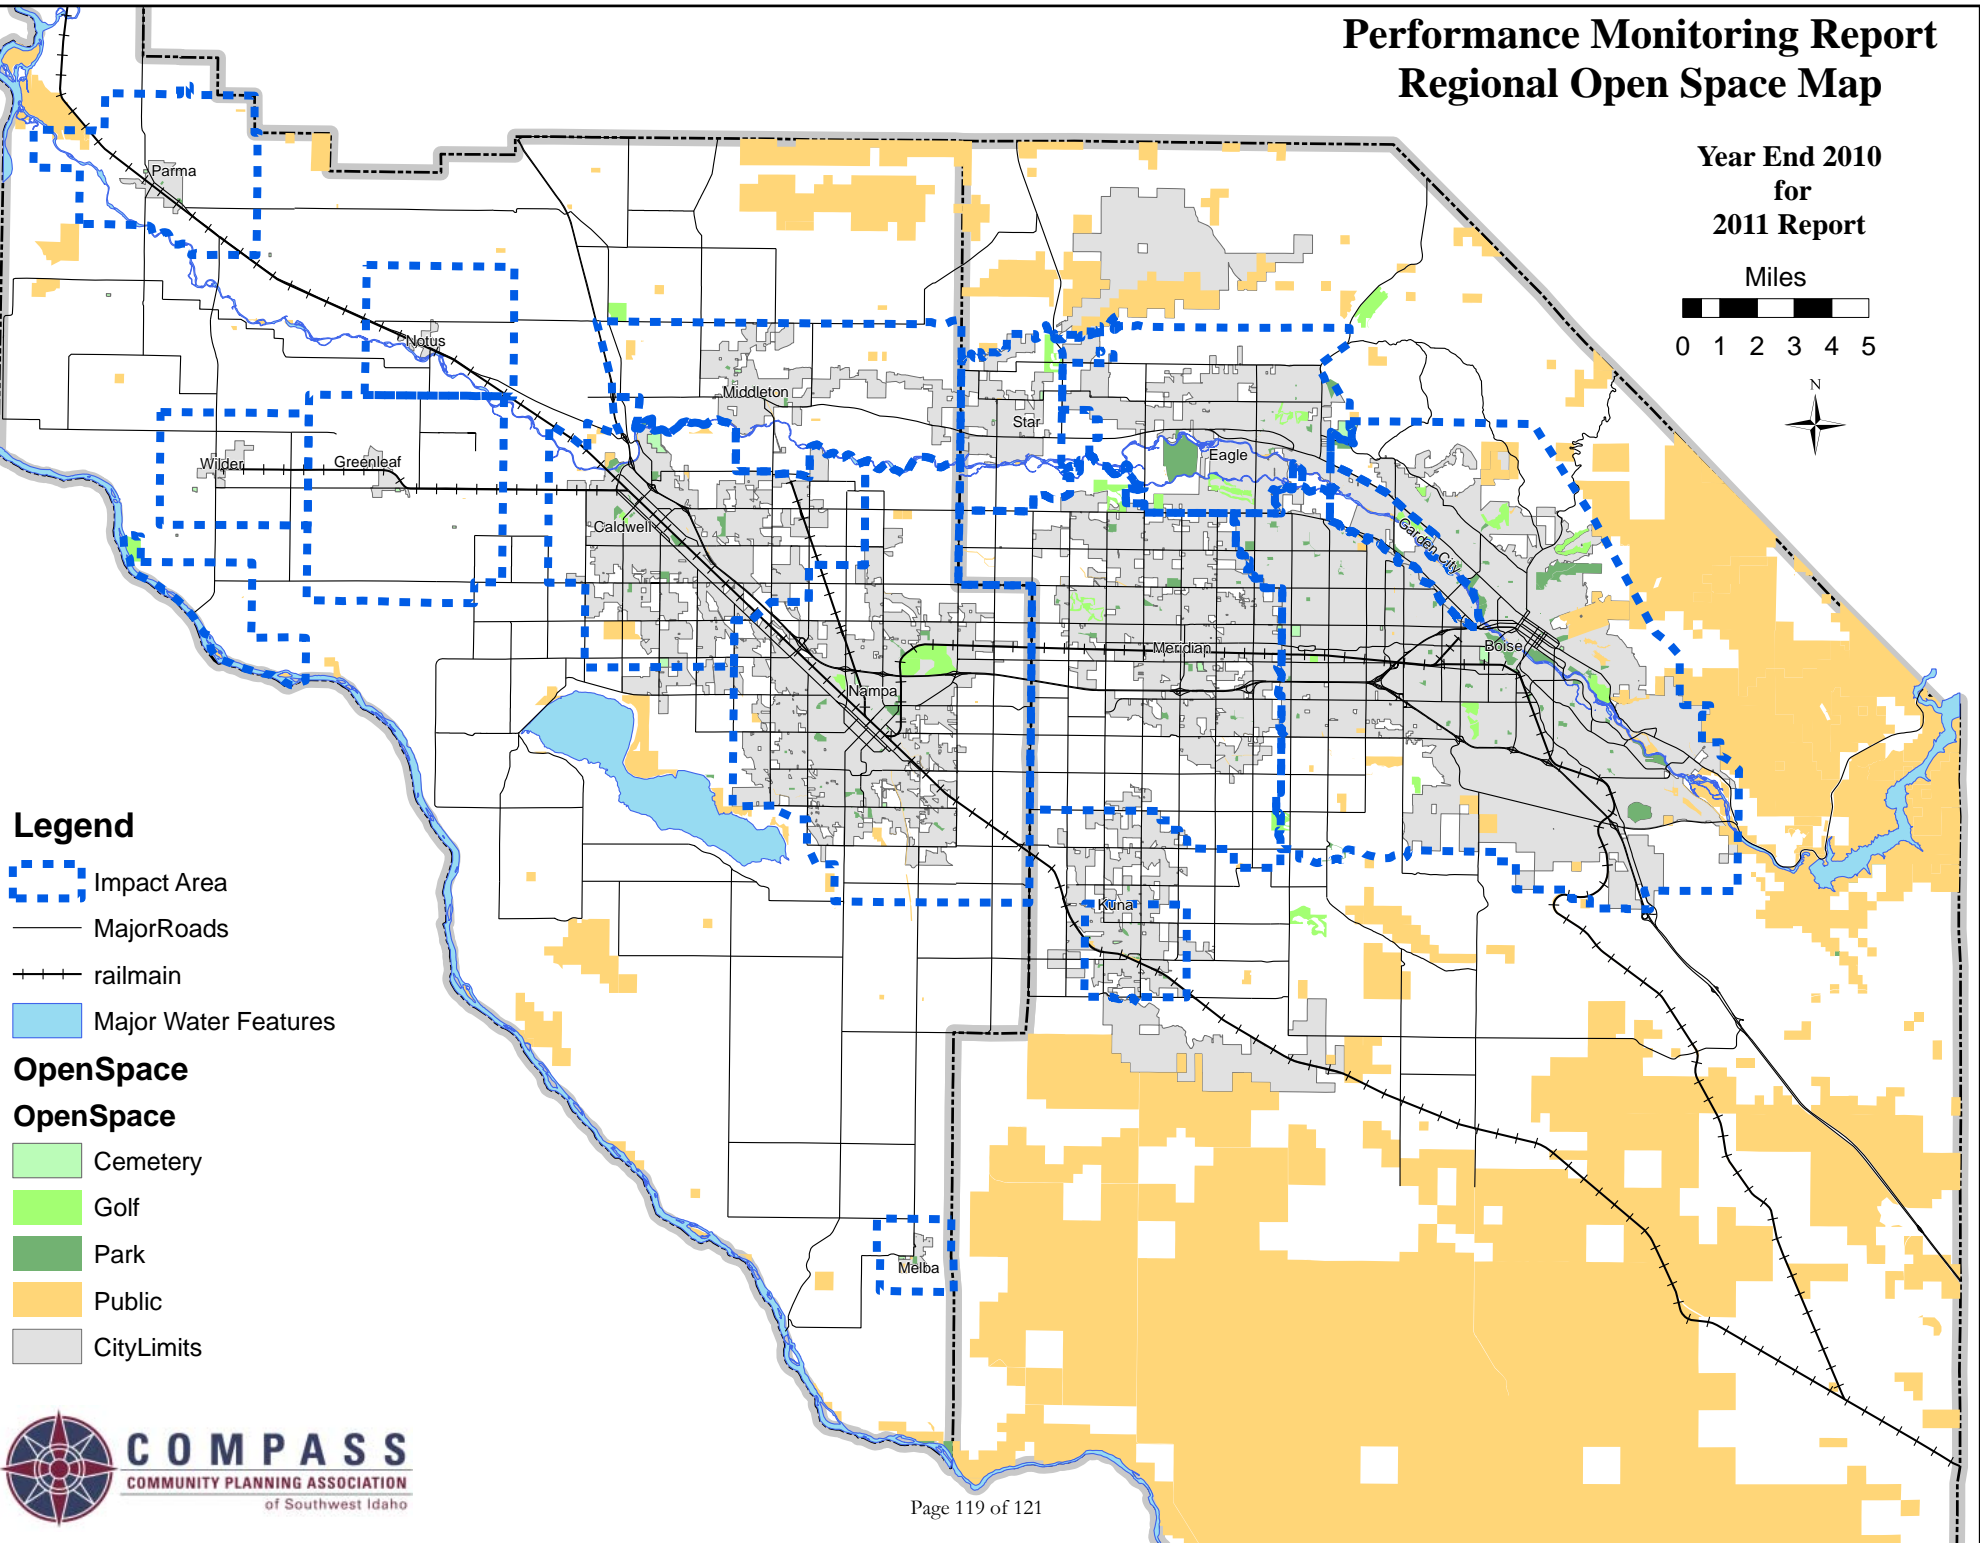 Performance Monitoring Report
Regional Open Space Map
Year End 2010
for
2011 Report
Miles
0 1 2 3 4 5
N
Parma
Notus
Middleton
Star
Eagle
Wilder
Greenleaf
Caldwell
Garden City
Meridian
Boise
Nampa
Kuna
Melba
Legend
Impact Area
MajorRoads
railmain
Major Water Features
OpenSpace
OpenSpace
Cemetery
Golf
Park
Public
CityLimits
COMPASS
COMMUNITY PLANNING ASSOCIATION
of Southwest Idaho
Page 119 of 121